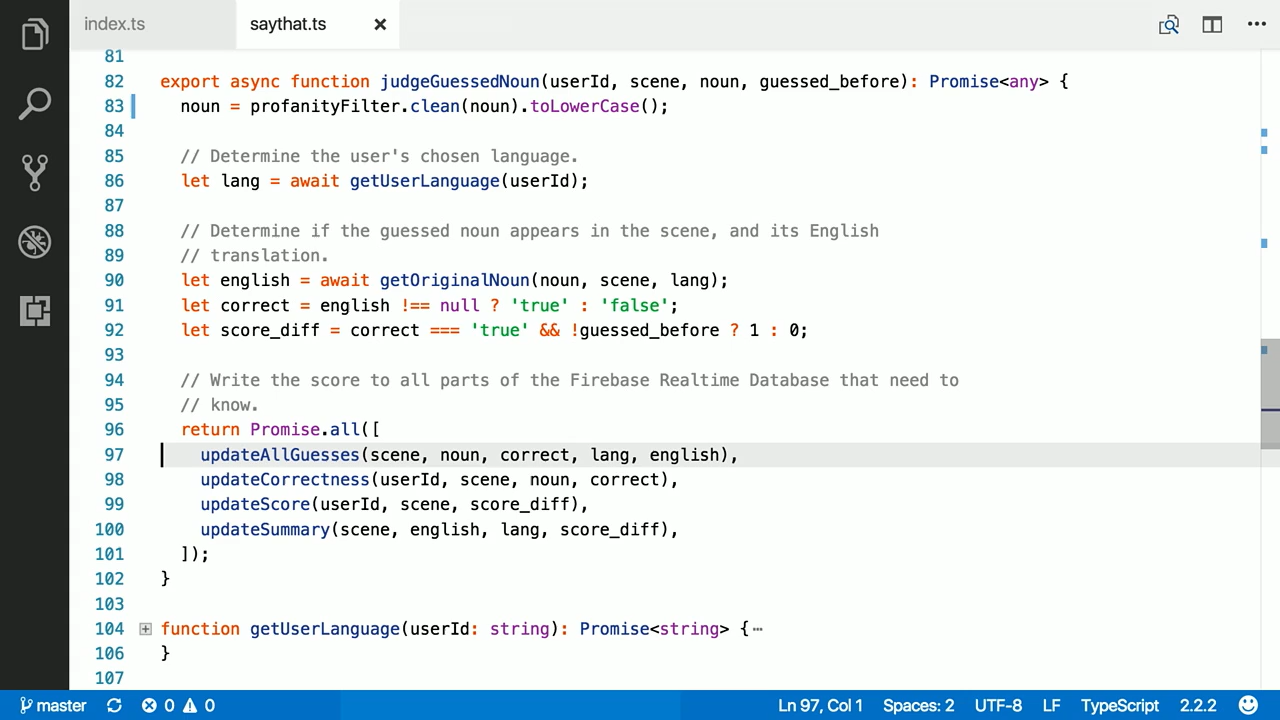 index.ts
saythat.ts
81
82 export async function judgeGuessedNoun(userId, scene, noun, guessed_before): Promise<any> {
83 noun = profanityFilter.clean(noun).toLowerCase();
84
85 // Determine the user's chosen language.
86 let lang = await getUserLanguage(userId);
87
88 // Determine if the guessed noun appears in the scene, and its English
89 // translation.
90 let english = await getOriginalNoun(noun, scene, lang);
91 let correct = english !== null ? 'true' : 'false';
92 let score_diff = correct === 'true' && !guessed_before ? 1 : 0;
93
94 // Write the score to all parts of the Firebase Realtime Database that need to
95 // know.
96 return Promise.all([
97 updateAllGuesses(scene, noun, correct, lang, english),
98 updateCorrectness(userId, scene, noun, correct),
99 updateScore(userId, scene, score_diff),
100 updateSummary(scene, english, lang, score_diff),
101 ]);
102 }
103
104 function getUserLanguage(userId: string): Promise<string> {⋯
106 }
107
master 0 0 Ln 97, Col 1 Spaces: 2 UTF-8 LF TypeScript 2.2.2